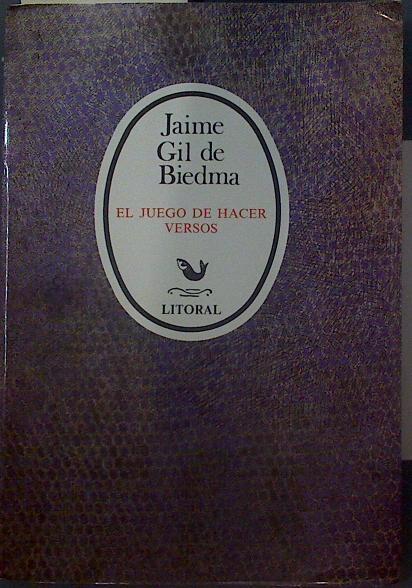 Jaime
Gil de
Biedma
EL JUEGO DE HACER
VERSOS
LITORAL